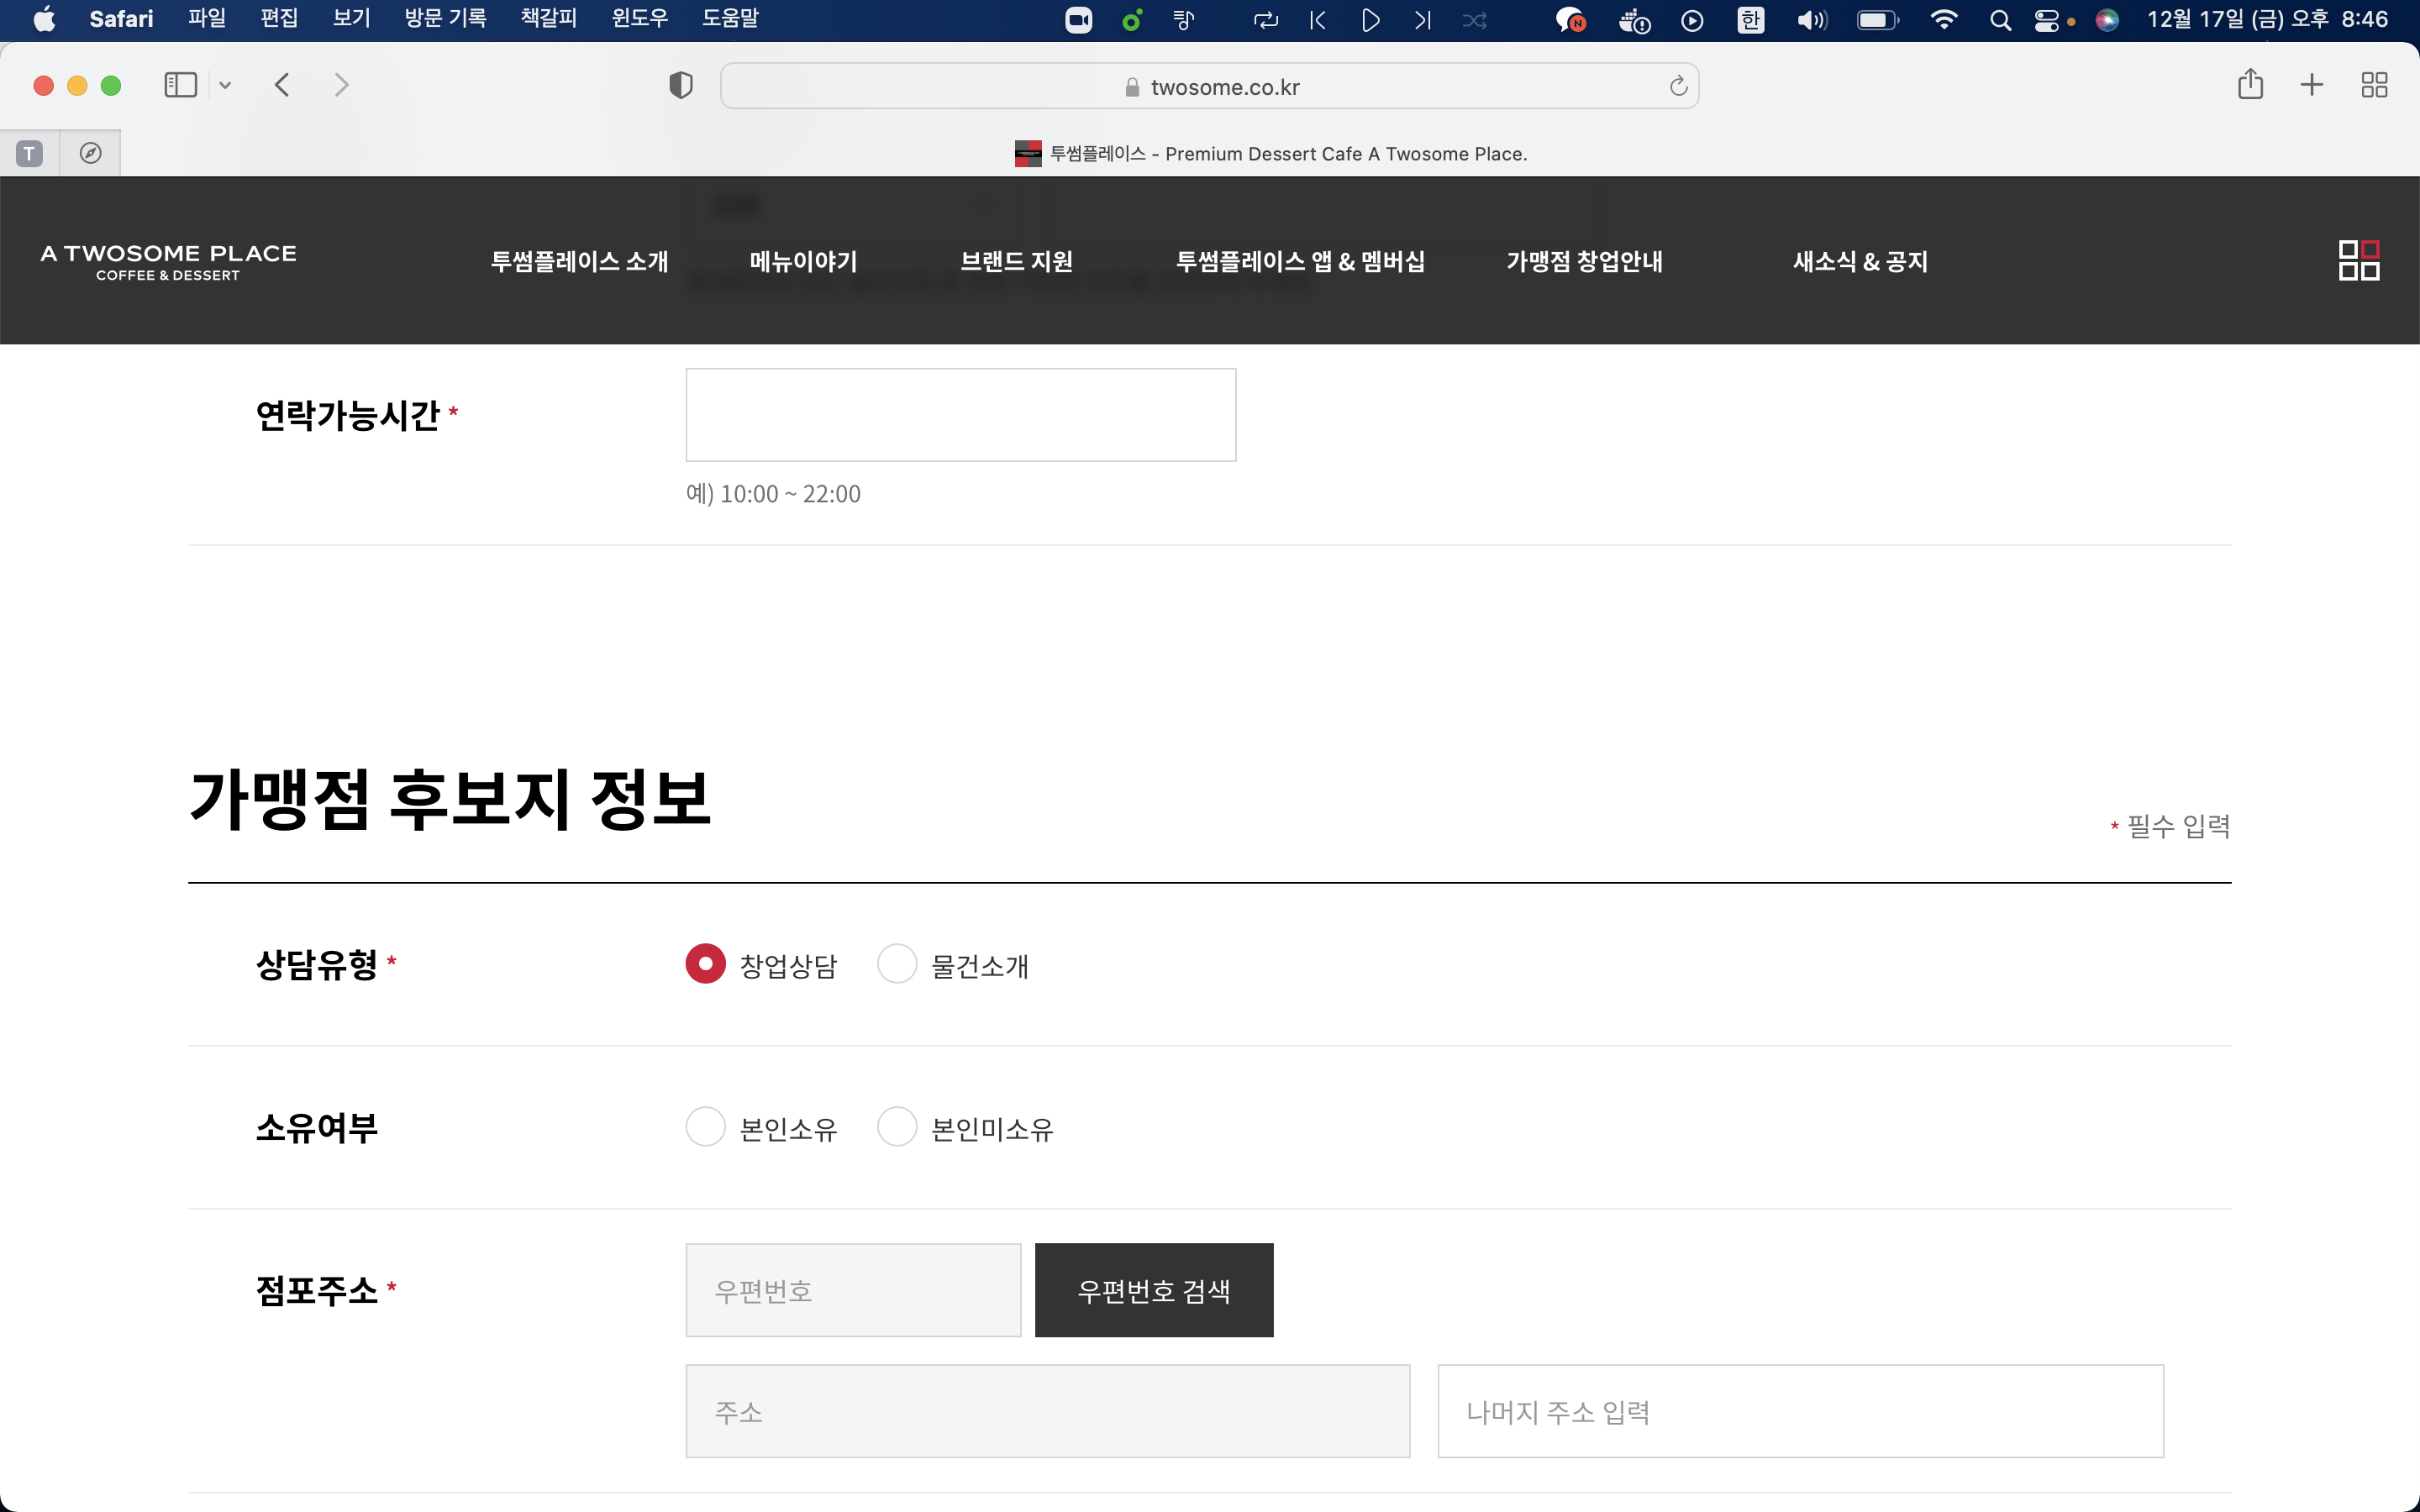 Safari 파일 편집 보기 방문 기록 책갈피 윈도우 도움말 N 한 12월 17일 (금) 오후 8:46
twosome.co.kr
T 투썸플레이스 - Premium Dessert Cafe A Twosome Place.
A TWOSOME PLACE
COFFEE & DESSERT
투썸플레이스 소개 메뉴이야기 브랜드 지원 투썸플레이스 앱 & 멤버십 가맹점 창업안내 새소식 & 공지
연락가능시간 *
예) 10:00 ~ 22:00
가맹점 후보지 정보
* 필수 입력
상담유형 * 창업상담 물건소개
소유여부 본인소유 본인미소유
점포주소 * 우편번호 우편번호 검색
주소 나머지 주소 입력